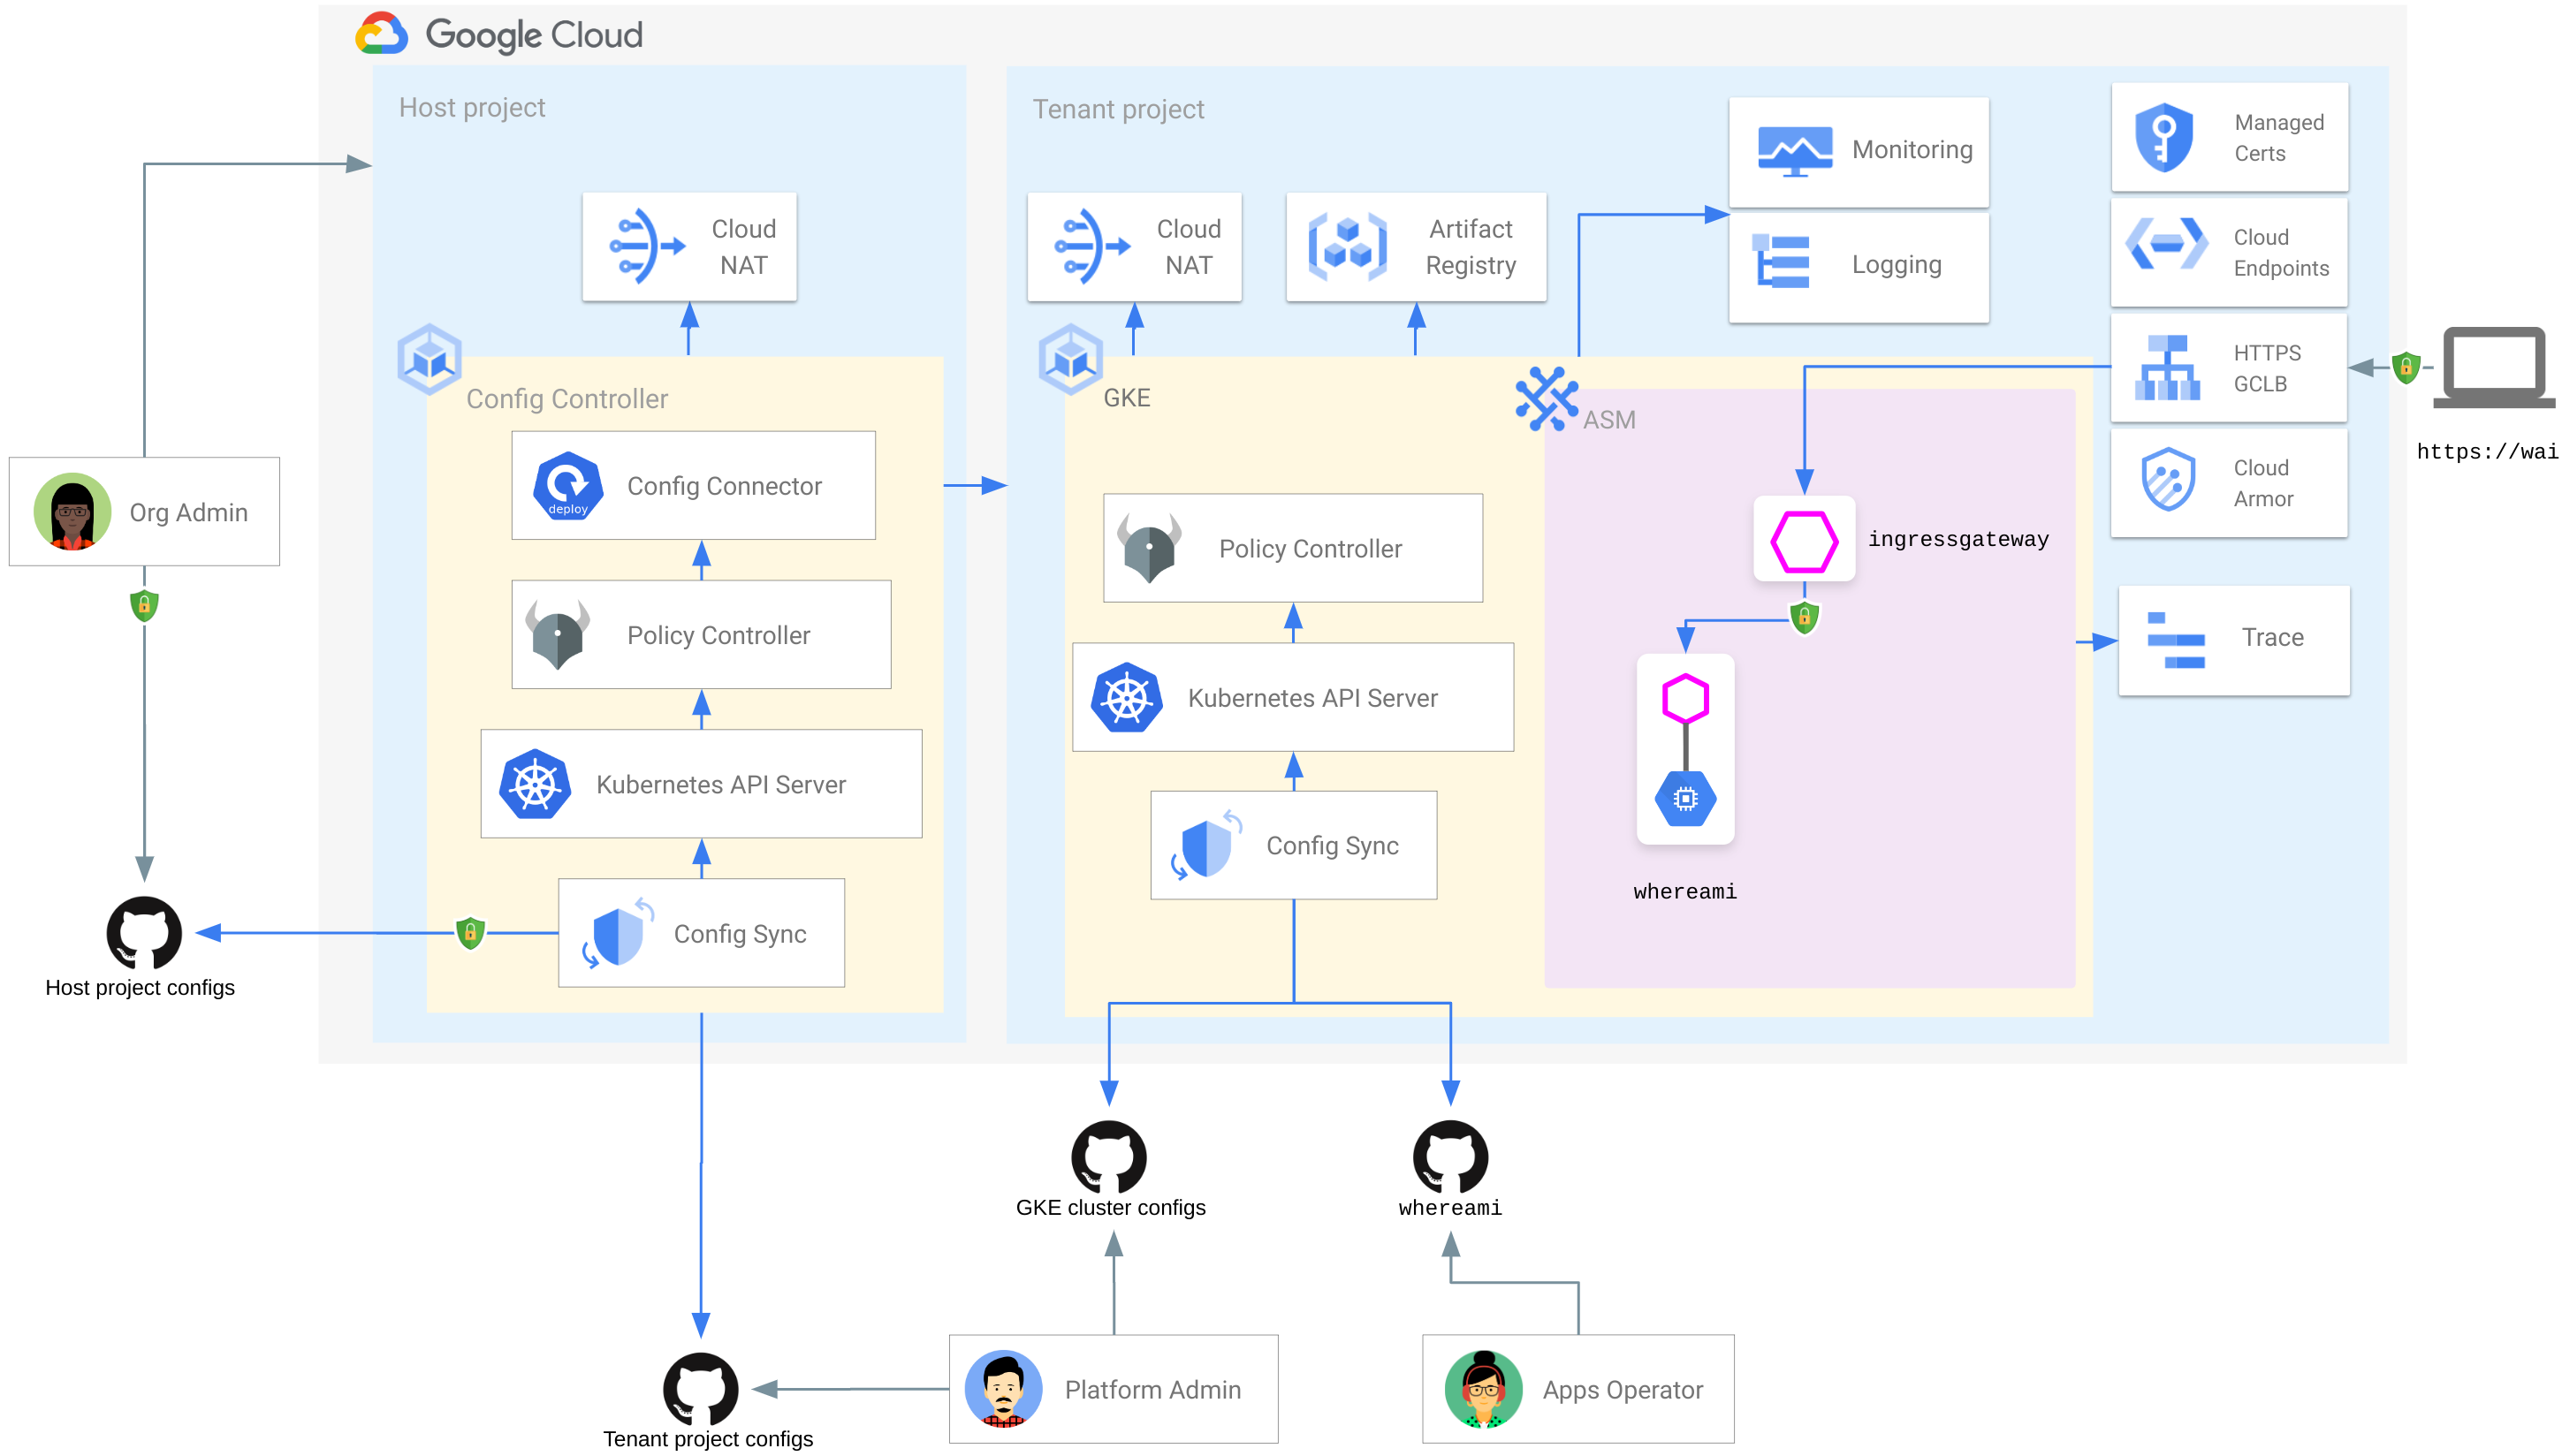 Google Cloud
Host project
Cloud
NAT
Config Controller
Config Connector
deploy
Policy Controller
Kubernetes API Server
Config Sync
Org Admin
Host project configs
Tenant project
Cloud
NAT
Artifact
Registry
Monitoring
Logging
Managed
Certs
Cloud
Endpoints
HTTPS
GCLB
Cloud
Armor
https://wai
GKE
ASM
Policy Controller
Kubernetes API Server
Config Sync
ingressgateway
whereami
Trace
GKE cluster configs
whereami
Tenant project configs
Platform Admin
Apps Operator